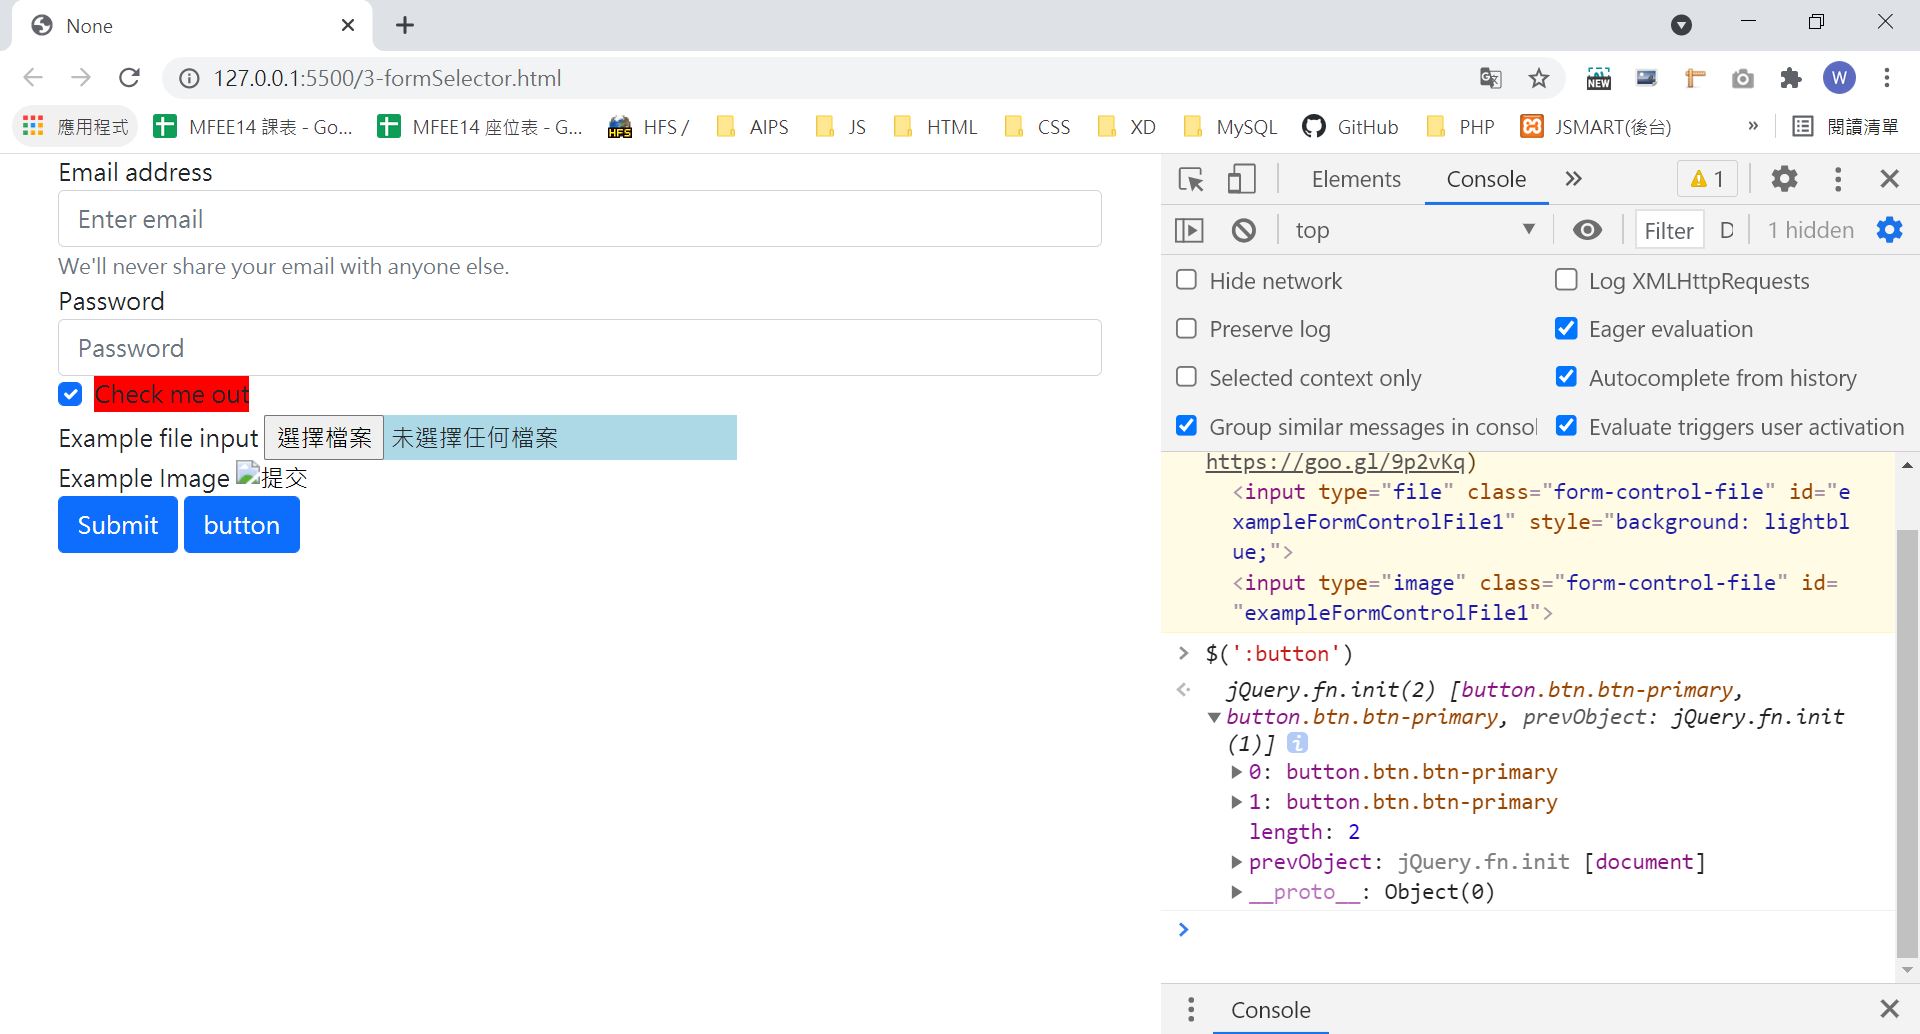 None
127.0.0.1:5500/3-formSelector.html
NEW
W
應用程式 MFEE14 課表 - Go... MFEE14 座位表 - G... HFS HFS / AIPS JS HTML CSS XD MySQL GitHub PHP JSMART(後台) » 閱讀清單
Email address
Enter email
We'll never share your email with anyone else.
Password
Password
Check me out
Example file input 選擇檔案 未選擇任何檔案
Example Image 提交
Submit button
Elements Console 1
top Filter D 1 hidden
Hide network Log XMLHttpRequests
Preserve log Eager evaluation
Selected context only Autocomplete from history
Group similar messages in consol Evaluate triggers user activation
https://goo.gl/9p2vKq)
<input type="file" class="form-control-file" id="e
xampleFormControlFile1" style="background: lightbl
ue;">
<input type="image" class="form-control-file" id=
"exampleFormControlFile1">
> $(':button')
jQuery.fn.init(2) [button.btn.btn-primary,
button.btn.btn-primary, prevObject: jQuery.fn.init
(1)] i
0: button.btn.btn-primary
1: button.btn.btn-primary
length: 2
prevObject: jQuery.fn.init [document]
__proto__: Object(0)
>
Console